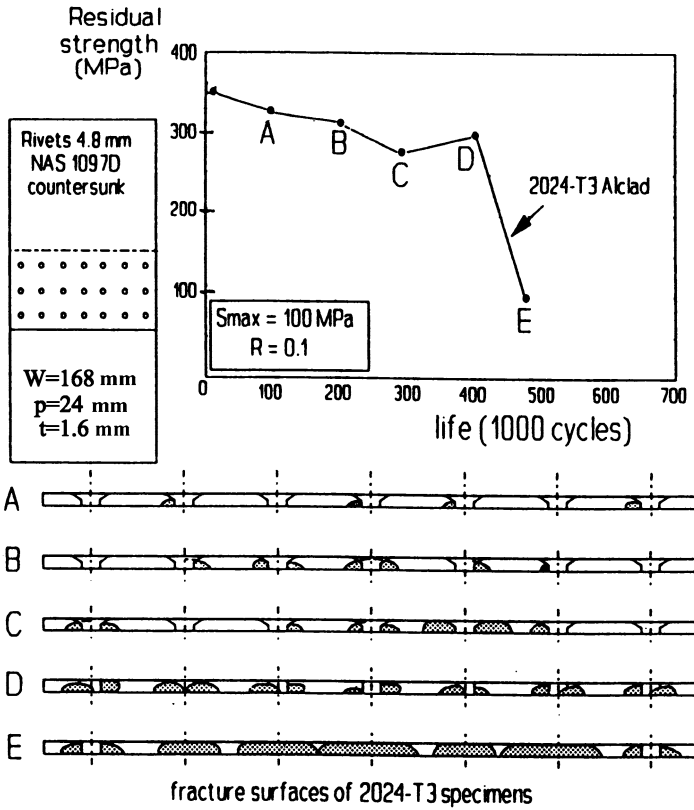 Residual
strength
(MPa)
400
300
200
100
0
100
200
300
400
500
600
700
life (1000 cycles)
A
B
C
D
E
2024-T3 Alclad
Smax = 100 MPa
R = 0.1
Rivets 4.8 mm
NAS 1097D
countersunk
W=168 mm
p=24 mm
t=1.6 mm
A
B
C
D
E
fracture surfaces of 2024-T3 specimens